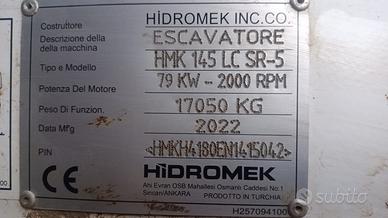 Costruttore HİDROMEK INC.CO.
Descrizione della della macchina ESCAVATORE
Tipo e Modello HMK 145 LC SR-5
Potenza Del Motore 79 KW - 2000 RPM
Peso Di Funzion. 17050 KG
Data Mfg 2022
PIN <HMKH4180EN1415042>
HİDROMEK
Ahi Evran OSB Mahallesi Osmanlı Caddesi No:1
Sincan/ANKARA PRODUCT IN TURCHIA
H257094100
subito